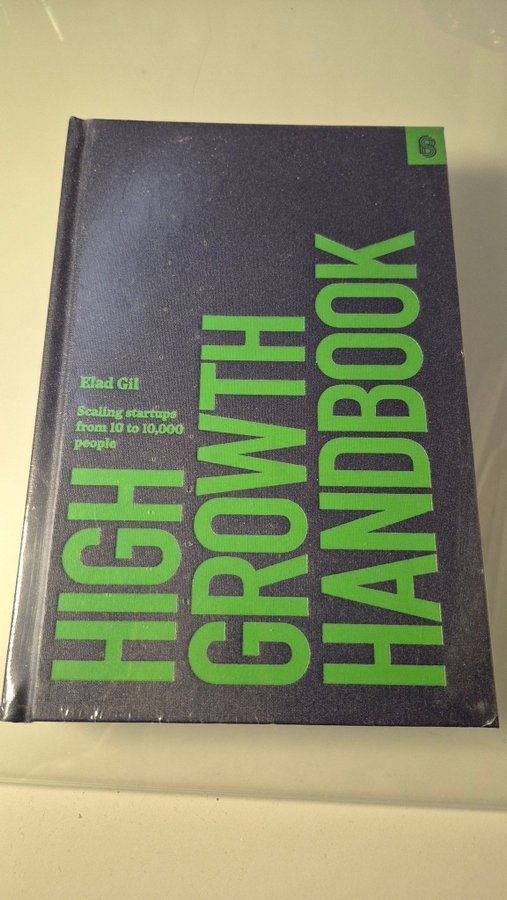 Elad Gil
Scaling startups
from 10 to 10,000
people
HIGH
GROWTH
HANDBOOK